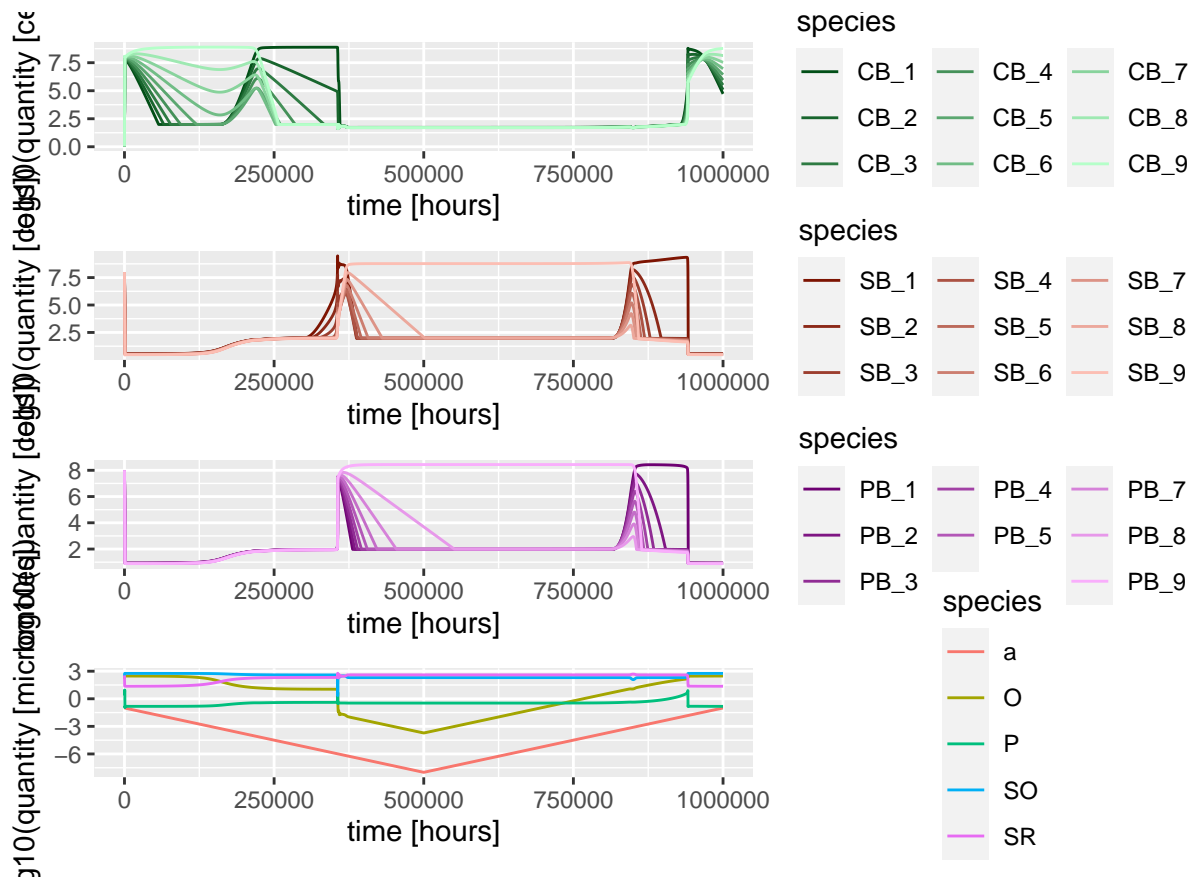 species
7.5
5.0
2.5
0.0
0 250000 500000 750000 1000000
time [hours]
CB_1 CB_4 CB_7
CB_2 CB_5 CB_8
CB_3 CB_6 CB_9
species
7.5
5.0
2.5
0 250000 500000 750000 1000000
time [hours]
SB_1 SB_4 SB_7
SB_2 SB_5 SB_8
SB_3 SB_6 SB_9
species
8
6
4
2
0 250000 500000 750000 1000000
time [hours]
PB_1 PB_4 PB_7
PB_2 PB_5 PB_8
PB_3 PB_9
species
3
0
−3
−6
0 250000 500000 750000 1000000
time [hours]
a
O
P
SO
SR